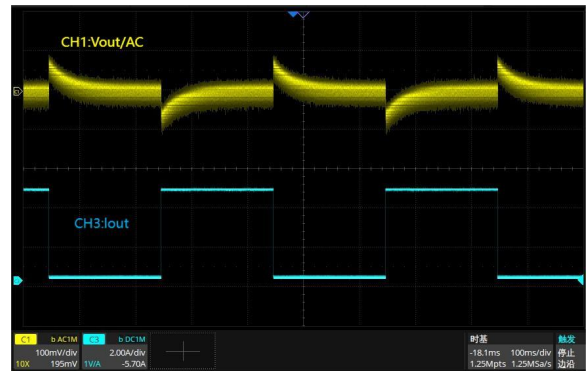 CH1:Vout/AC
CH3:Iout
C1 b AC1M C3 b DC1M 时基 触发
100mV/div 2.00A/div -18.1ms 100ms/div 停止
10X 195mV 1V/A -5.70A 1.25Mpts 1.25MSa/s 边沿